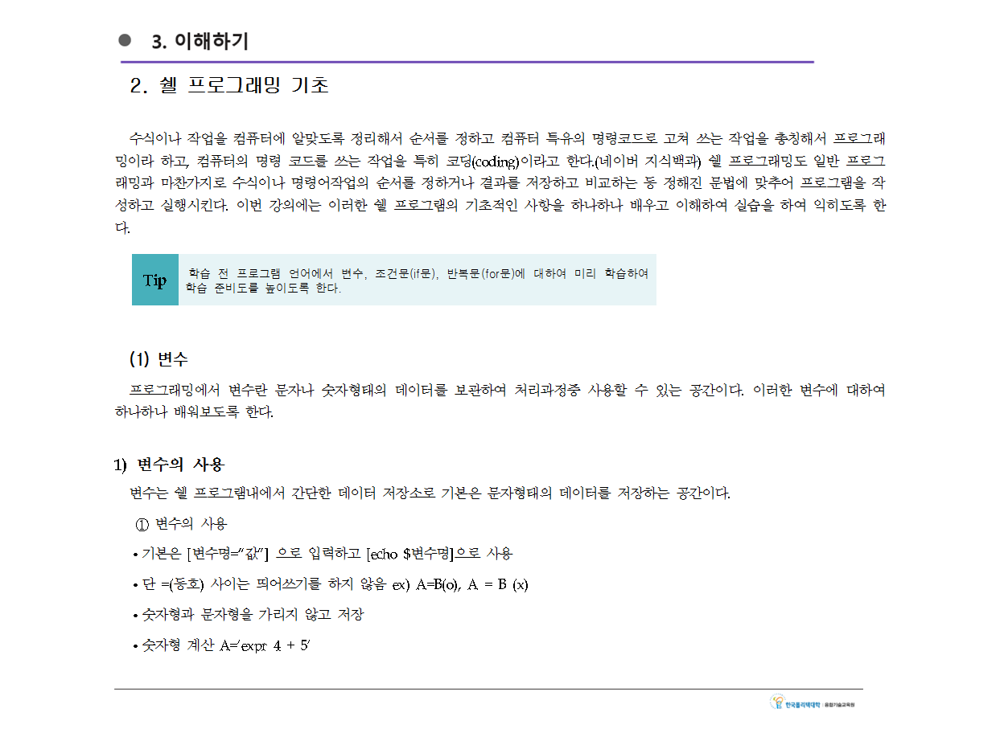 ● 3. 이해하기
2. 쉘 프로그래밍 기초
수식이나 작업을 컴퓨터에 알맞도록 정리해서 순서를 정하고 컴퓨터 특유의 명령코드로 고쳐 쓰는 작업을 총칭해서 프로그래
밍이라 하고, 컴퓨터의 명령 코드를 쓰는 작업을 특히 코딩(coding)이라고 한다.(네이버 지식백과) 쉘 프로그래밍도 일반 프로그
래밍과 마찬가지로 수식이나 명령어작업의 순서를 정하거나 결과를 저장하고 비교하는 등 정해진 문법에 맞추어 프로그램을 작
성하고 실행시킨다. 이번 강의에는 이러한 쉘 프로그램의 기초적인 사항을 하나하나 배우고 이해하여 실습을 하여 익히도록 한
다.
Tip
학습 전 프로그램 언어에서 변수, 조건문(if문), 반복문(for문)에 대하여 미리 학습하여
학습 준비도를 높이도록 한다.
(1) 변수
프로그래밍에서 변수란 문자나 숫자형태의 데이터를 보관하여 처리과정중 사용할 수 있는 공간이다. 이러한 변수에 대하여
하나하나 배워보도록 한다.
1) 변수의 사용
변수는 쉘 프로그램내에서 간단한 데이터 저장소로 기본은 문자형태의 데이터를 저장하는 공간이다.
① 변수의 사용
• 기본은 [변수명=“값”] 으로 입력하고 [echo $변수명]으로 사용
• 단 =(등호) 사이는 띄어쓰기를 하지 않음 ex) A=B(o), A = B (x)
• 숫자형과 문자형을 가리지 않고 저장
• 숫자형 계산 A=′expr 4 + 5′
한국폴리텍대학 | 융합기술교육원